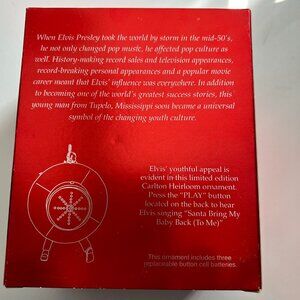 When Elvis Presley took the world by storm in the mid-50's,
he not only changed pop music, he affected pop culture as
well. History-making record sales and television appearances,
record-breaking personal appearances and a popular movie
career meant that Elvis' influence was everywhere. In addition
to becoming one of the world's greatest success stories, this
young man from Tupelo, Mississippi soon became a universal
symbol of the changing youth culture.
Elvis' youthful appeal is
evident in this limited edition
Carlton Heirloom ornament.
Press the "PLAY" button
located on the back to hear
Elvis singing "Santa Bring My
Baby Back (To Me)"
This ornament includes three
replaceable button cell batteries.